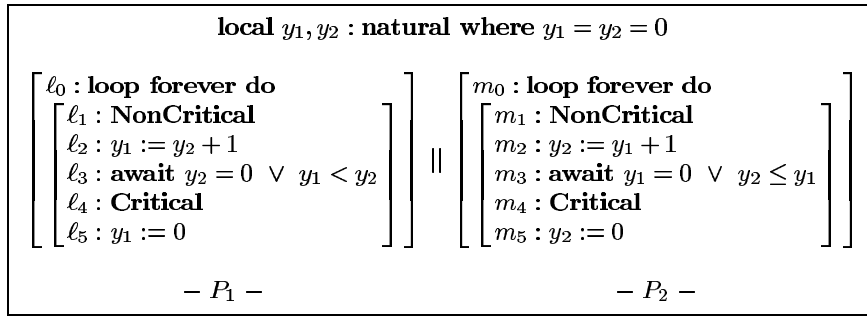 local y₁, y₂ : natural where y₁ = y₂ = 0
ℓ₀ : loop forever do
ℓ₁ : NonCritical
ℓ₂ : y₁ := y₂ + 1
ℓ₃ : await y₂ = 0 ∨ y₁ < y₂
ℓ₄ : Critical
ℓ₅ : y₁ := 0
– P₁ –
||
m₀ : loop forever do
m₁ : NonCritical
m₂ : y₂ := y₁ + 1
m₃ : await y₁ = 0 ∨ y₂ ≤ y₁
m₄ : Critical
m₅ : y₂ := 0
– P₂ –